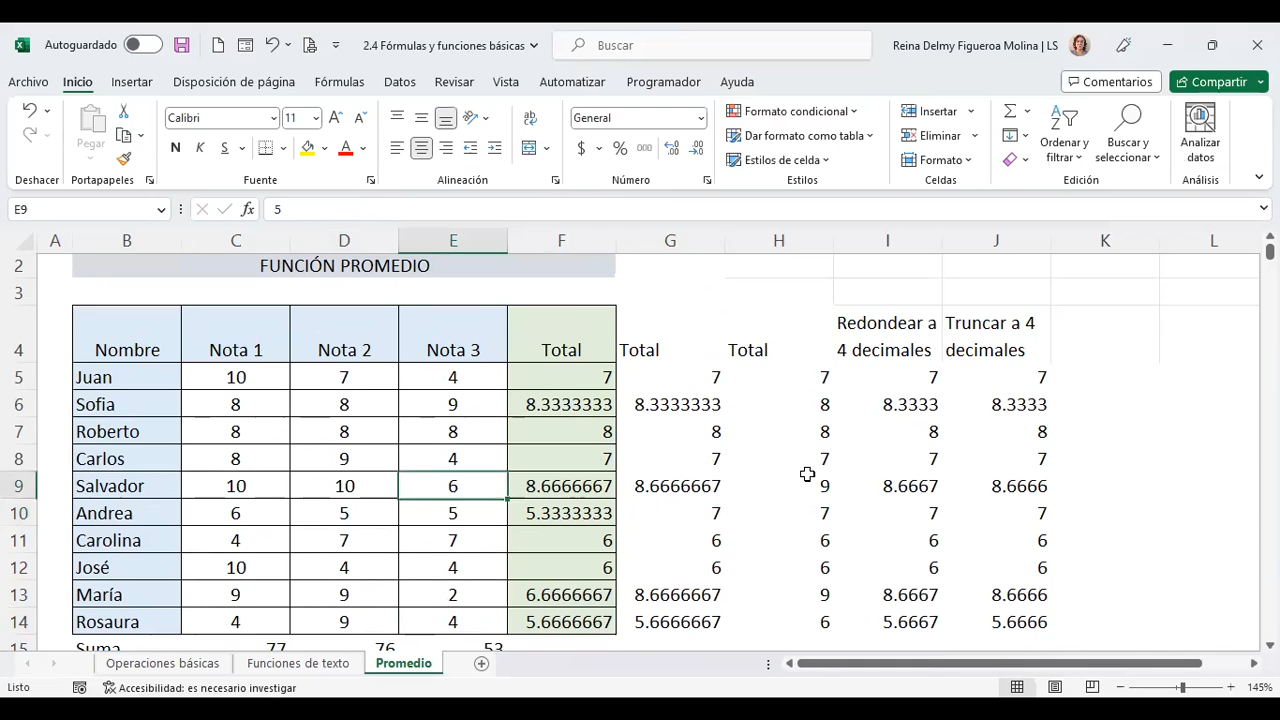 Autoguardado 2.4 Fórmulas y funciones básicas Buscar Reina Delmy Figueroa Molina | LS
Archivo Inicio Insertar Disposición de página Fórmulas Datos Revisar Vista Automatizar Programador Ayuda Comentarios Compartir
Calibri 11 General Formato condicional Insertar
Pegar N K S $ % 000 Dar formato como tabla Eliminar Ordenar y filtrar Buscar y seleccionar Analizar datos
Estilos de celda Formato
Deshacer Portapapeles Fuente Alineación Número Estilos Celdas Edición Análisis
E9 fx 5
A B C D E F G H I J K L
2 FUNCIÓN PROMEDIO
3
4 Nombre Nota 1 Nota 2 Nota 3 Total Total Total Redondear a 4 decimales Truncar a 4 decimales
5 Juan 10 7 4 7 7 7 7 7
6 Sofia 8 8 9 8.3333333 8.3333333 8 8.3333 8.3333
7 Roberto 8 8 8 8 8 8 8 8
8 Carlos 8 9 4 7 7 7 7 7
9 Salvador 10 10 6 8.6666667 8.6666667 9 8.6667 8.6666
10 Andrea 6 5 5 5.3333333 7 7 7 7
11 Carolina 4 7 7 6 6 6 6 6
12 José 10 4 4 6 6 6 6 6
13 María 9 9 2 6.6666667 8.6666667 9 8.6667 8.6666
14 Rosaura 4 9 4 5.6666667 5.6666667 6 5.6667 5.6666
15 Suma 77 76 53
Operaciones básicas Funciones de texto Promedio
Listo Accesibilidad: es necesario investigar 145%